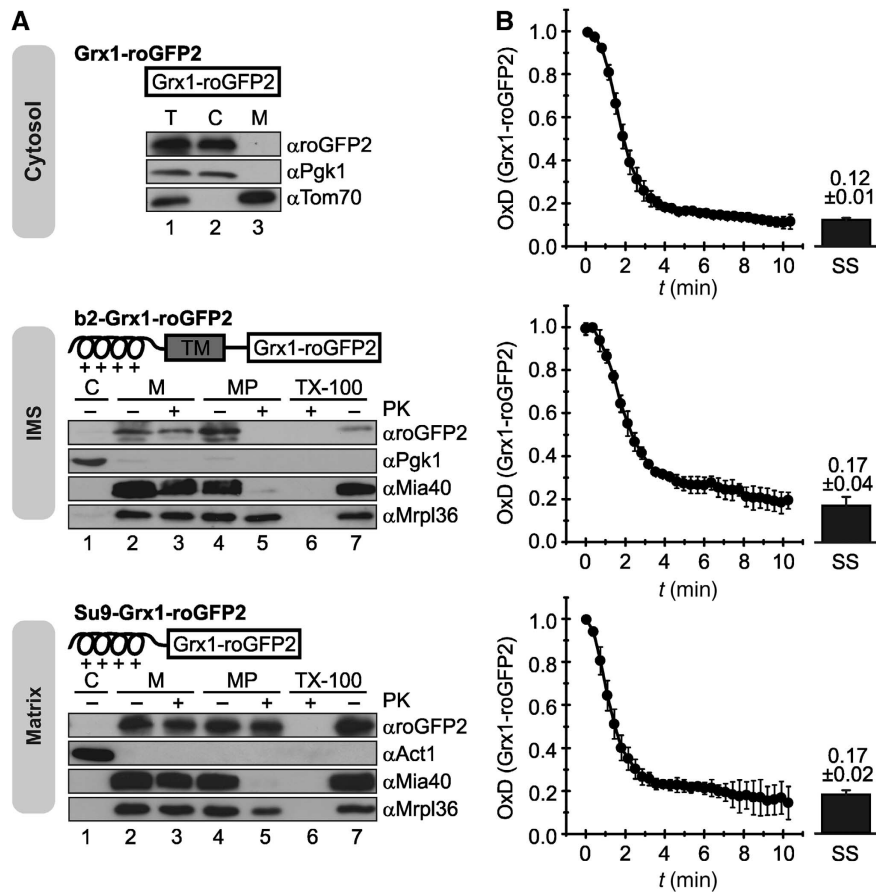 A
Cytosol
Grx1-roGFP2
Grx1-roGFP2
T C M
αroGFP2
αPgk1
αTom70
1 2 3
IMS
b2-Grx1-roGFP2
TM Grx1-roGFP2
+ + + +
C M MP TX-100
– – + – + + – PK
αroGFP2
αPgk1
αMia40
αMrpl36
1 2 3 4 5 6 7
Matrix
Su9-Grx1-roGFP2
Grx1-roGFP2
+ + + +
C M MP TX-100
– – + – + + – PK
αroGFP2
αAct1
αMia40
αMrpl36
1 2 3 4 5 6 7
B
OxD (Grx1-roGFP2)
1.0
0.8
0.6
0.4
0.2
0.0
0 2 4 6 8 10
t (min)
0.12
±0.01
SS
OxD (Grx1-roGFP2)
1.0
0.8
0.6
0.4
0.2
0.0
0 2 4 6 8 10
t (min)
0.17
±0.04
SS
OxD (Grx1-roGFP2)
1.0
0.8
0.6
0.4
0.2
0.0
0 2 4 6 8 10
t (min)
0.17
±0.02
SS